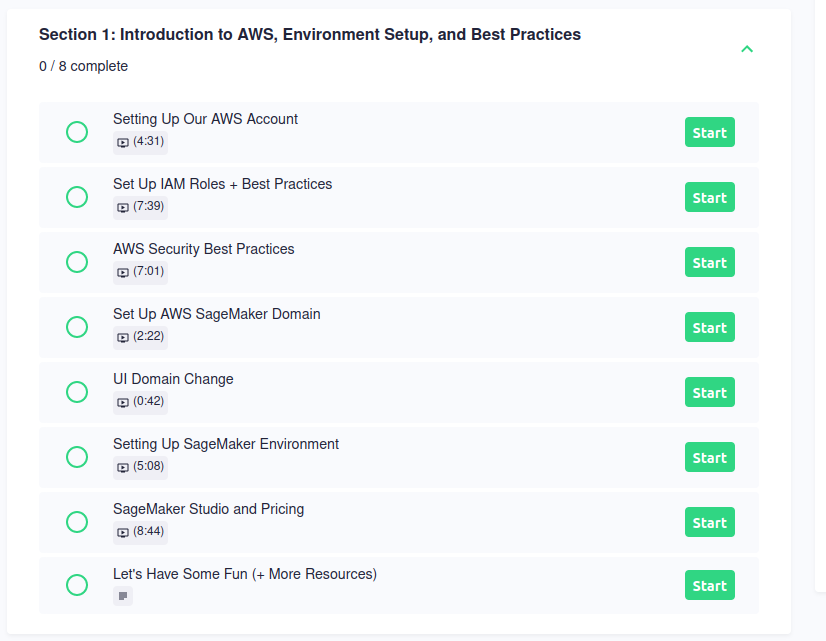 Section 1: Introduction to AWS, Environment Setup, and Best Practices
0 / 8 complete
Setting Up Our AWS Account
(4:31)
Start
Set Up IAM Roles + Best Practices
(7:39)
Start
AWS Security Best Practices
(7:01)
Start
Set Up AWS SageMaker Domain
(2:22)
Start
UI Domain Change
(0:42)
Start
Setting Up SageMaker Environment
(5:08)
Start
SageMaker Studio and Pricing
(8:44)
Start
Let's Have Some Fun (+ More Resources)
Start